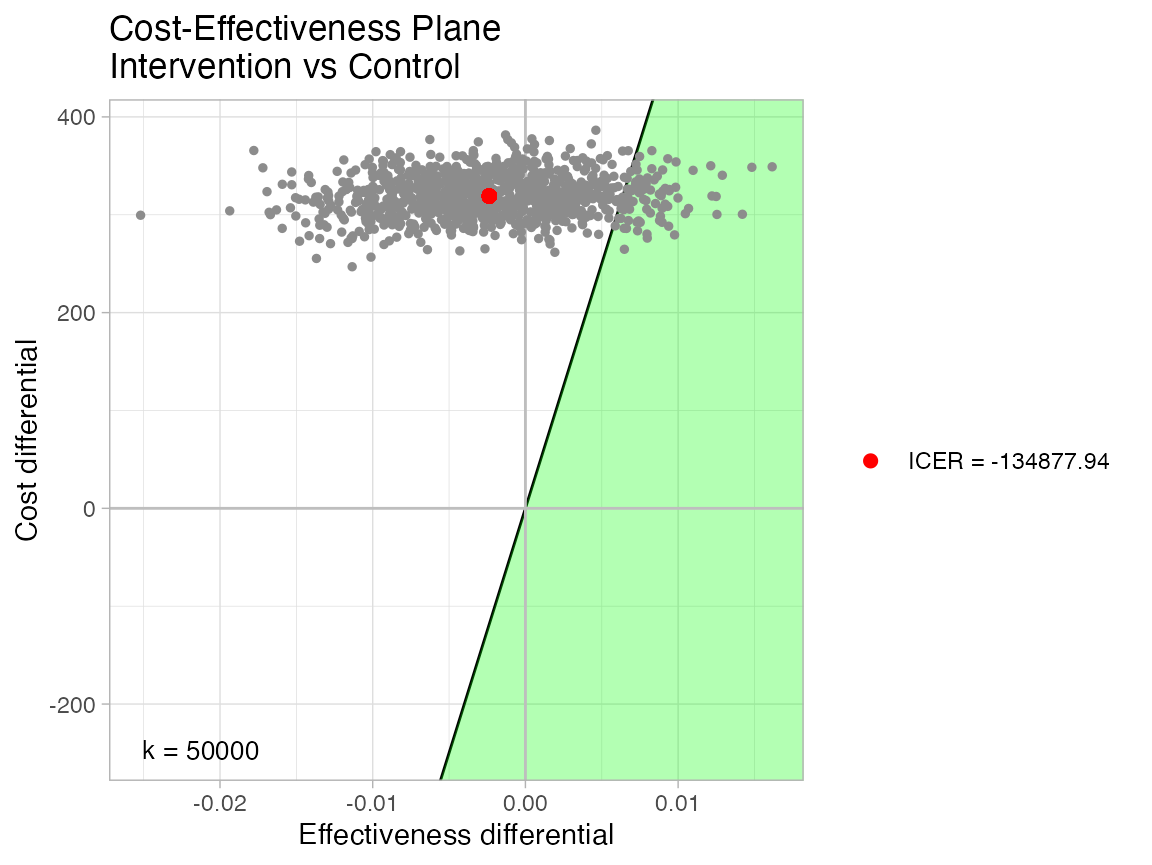 Cost-Effectiveness Plane
Intervention vs Control
400
200
0
-200
Cost differential
k = 50000
-0.02
-0.01
0.00
0.01
Effectiveness differential
ICER = -134877.94